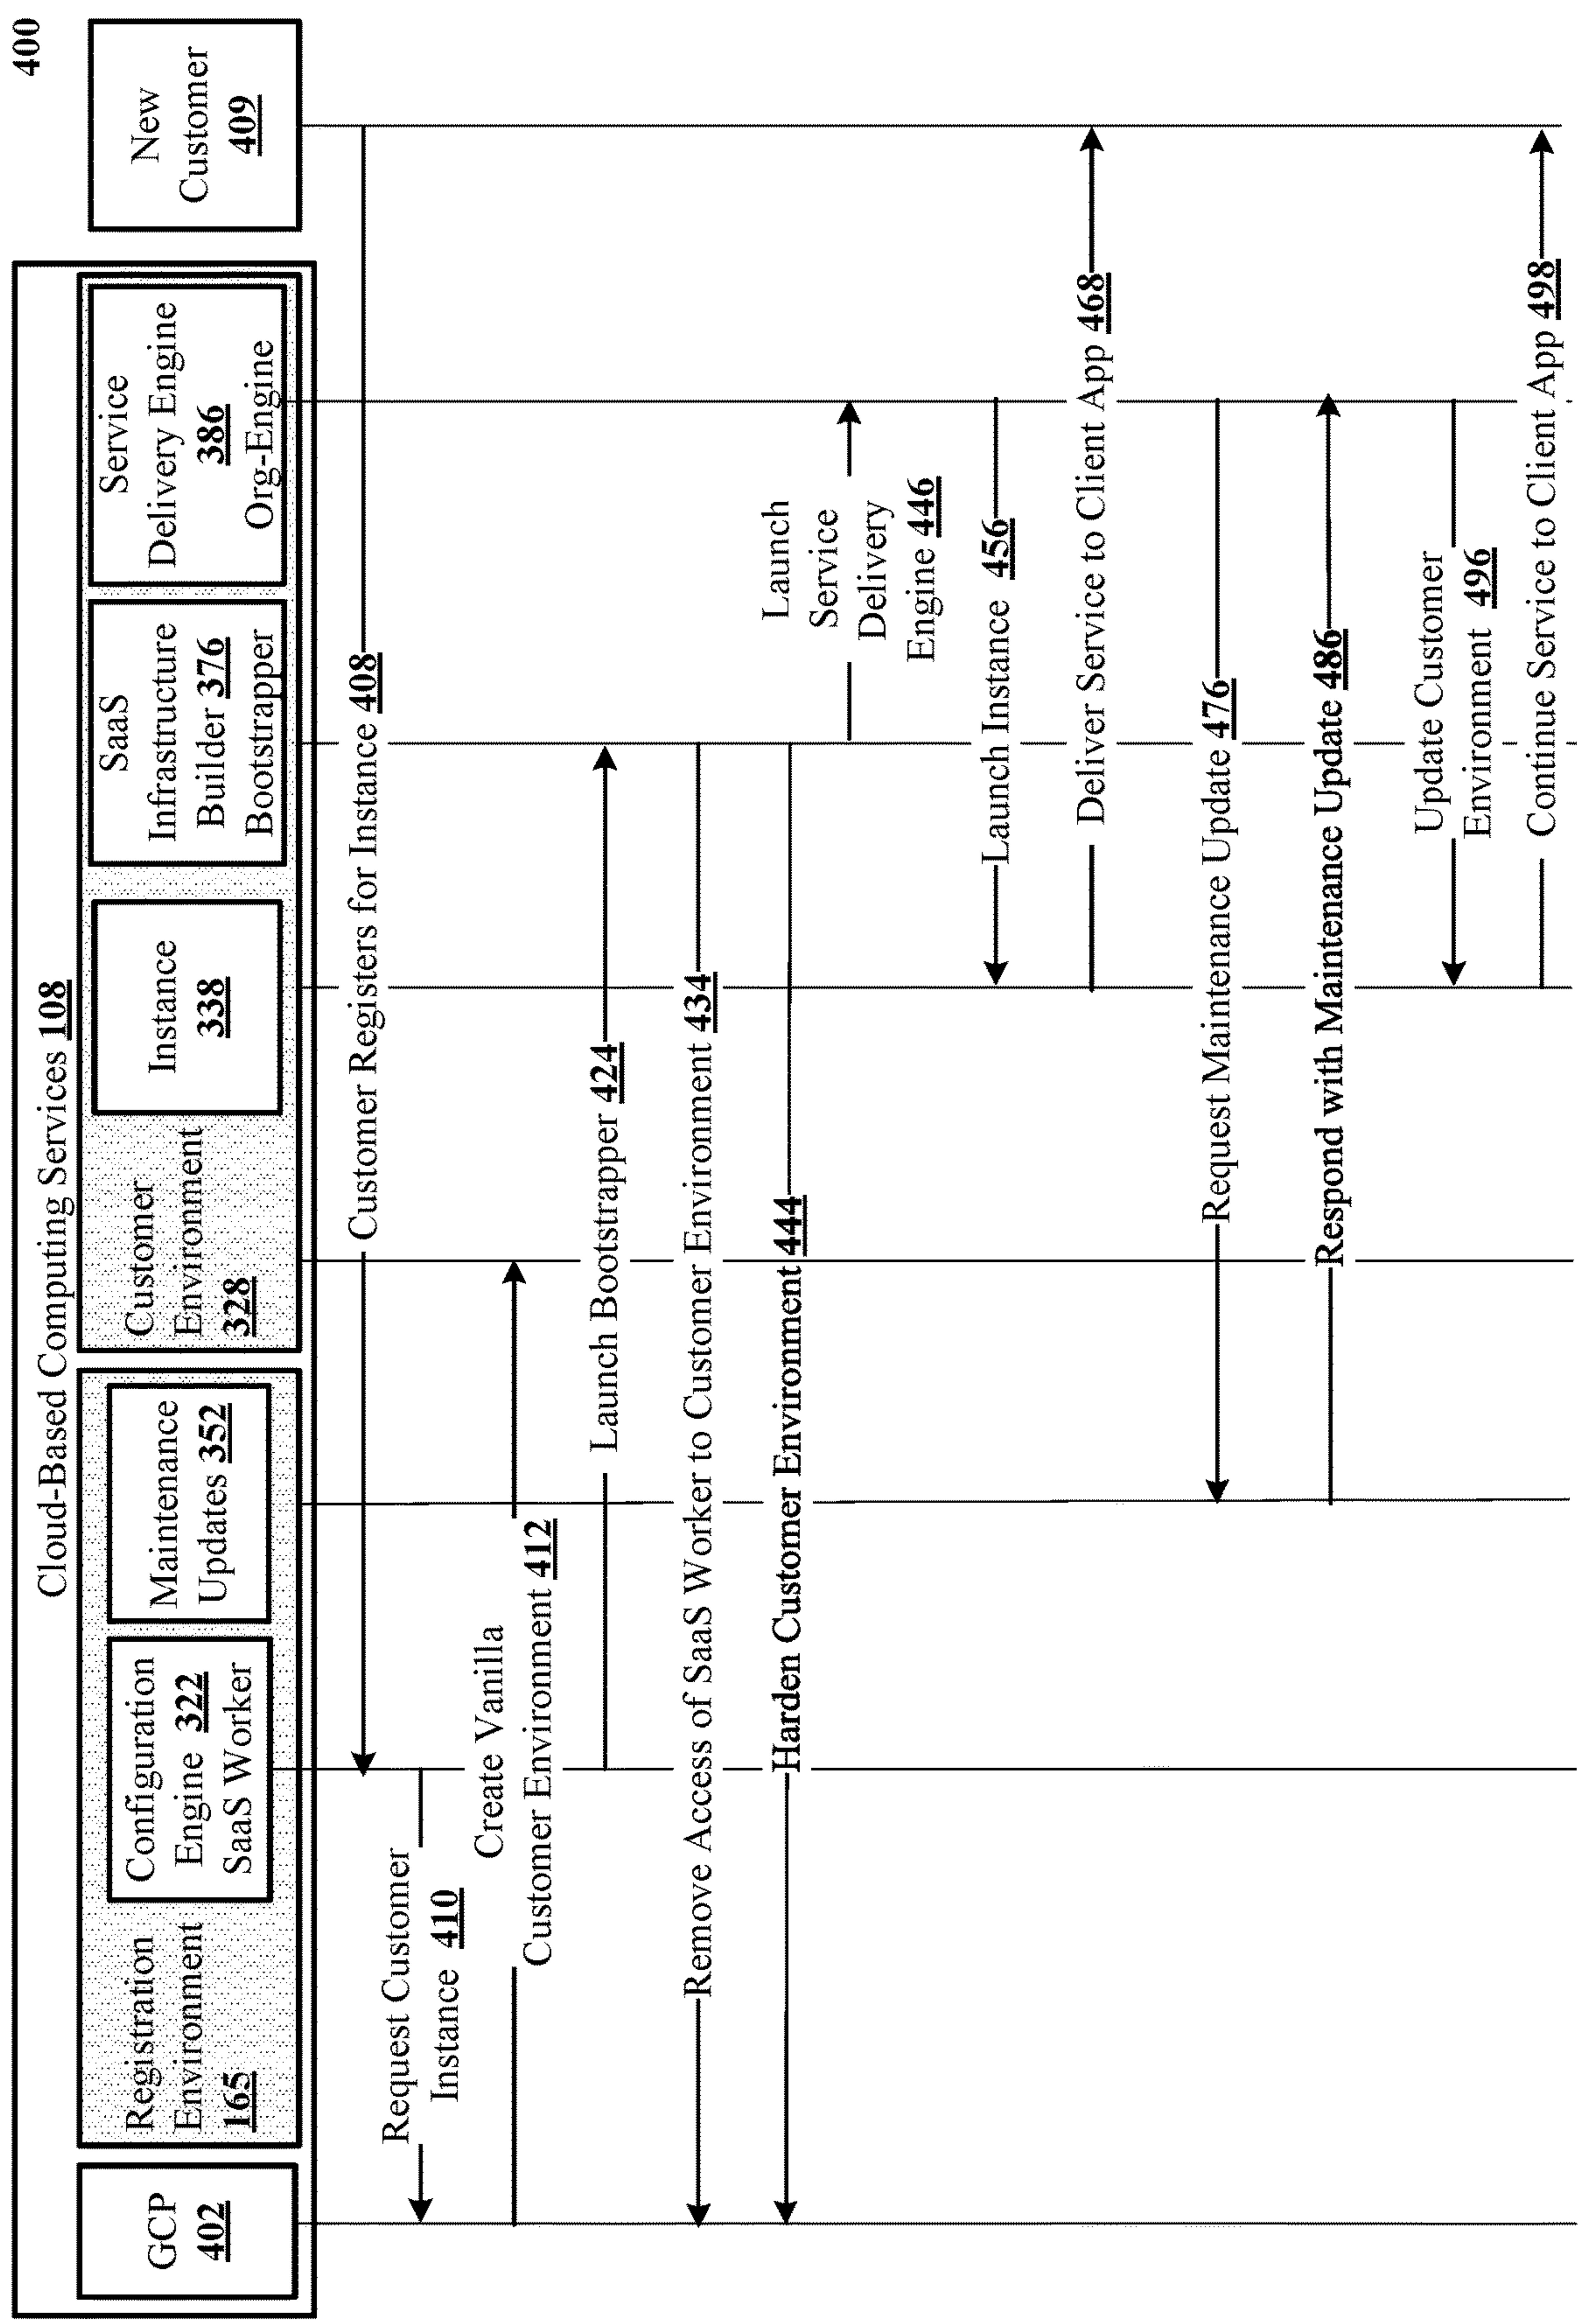 400
Cloud-Based Computing Services 108
GCP
402
Registration
Environment
165
Configuration
Engine 322
SaaS Worker
Maintenance
Updates 352
Customer
Environment
328
Instance
338
SaaS
Infrastructure
Builder 376
Bootstrapper
Service
Delivery Engine
386
Org-Engine
New
Customer
409
Customer Registers for Instance 408
Request Customer
Instance 410
Create Vanilla
Customer Environment 412
Launch Bootstrapper 424
Remove Access of SaaS Worker to Customer Environment 434
Harden Customer Environment 444
Launch
Service
Delivery
Engine 446
Launch Instance 456
Deliver Service to Client App 468
Request Maintenance Update 476
Respond with Maintenance Update 486
Update Customer
Environment 496
Continue Service to Client App 498